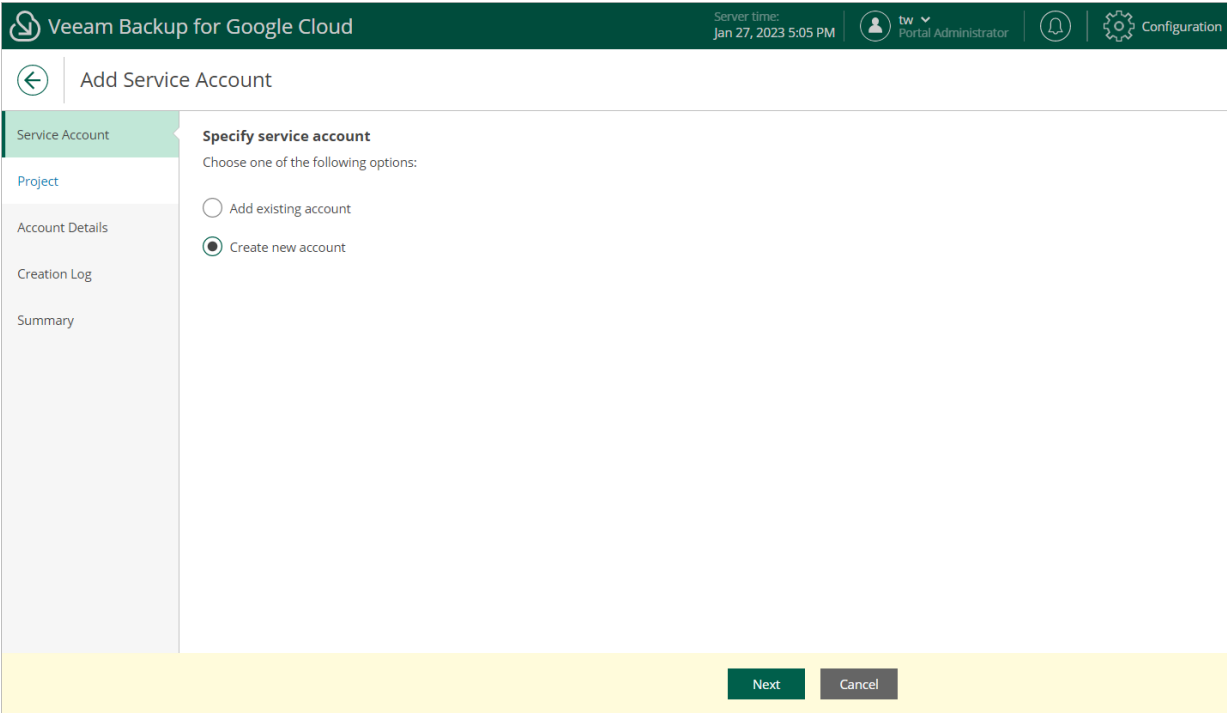 Veeam Backup for Google Cloud
Server time:
Jan 27, 2023 5:05 PM
tw
Portal Administrator
Configuration
Add Service Account
Service Account
Project
Account Details
Creation Log
Summary
Specify service account
Choose one of the following options:
Add existing account
Create new account
Next
Cancel